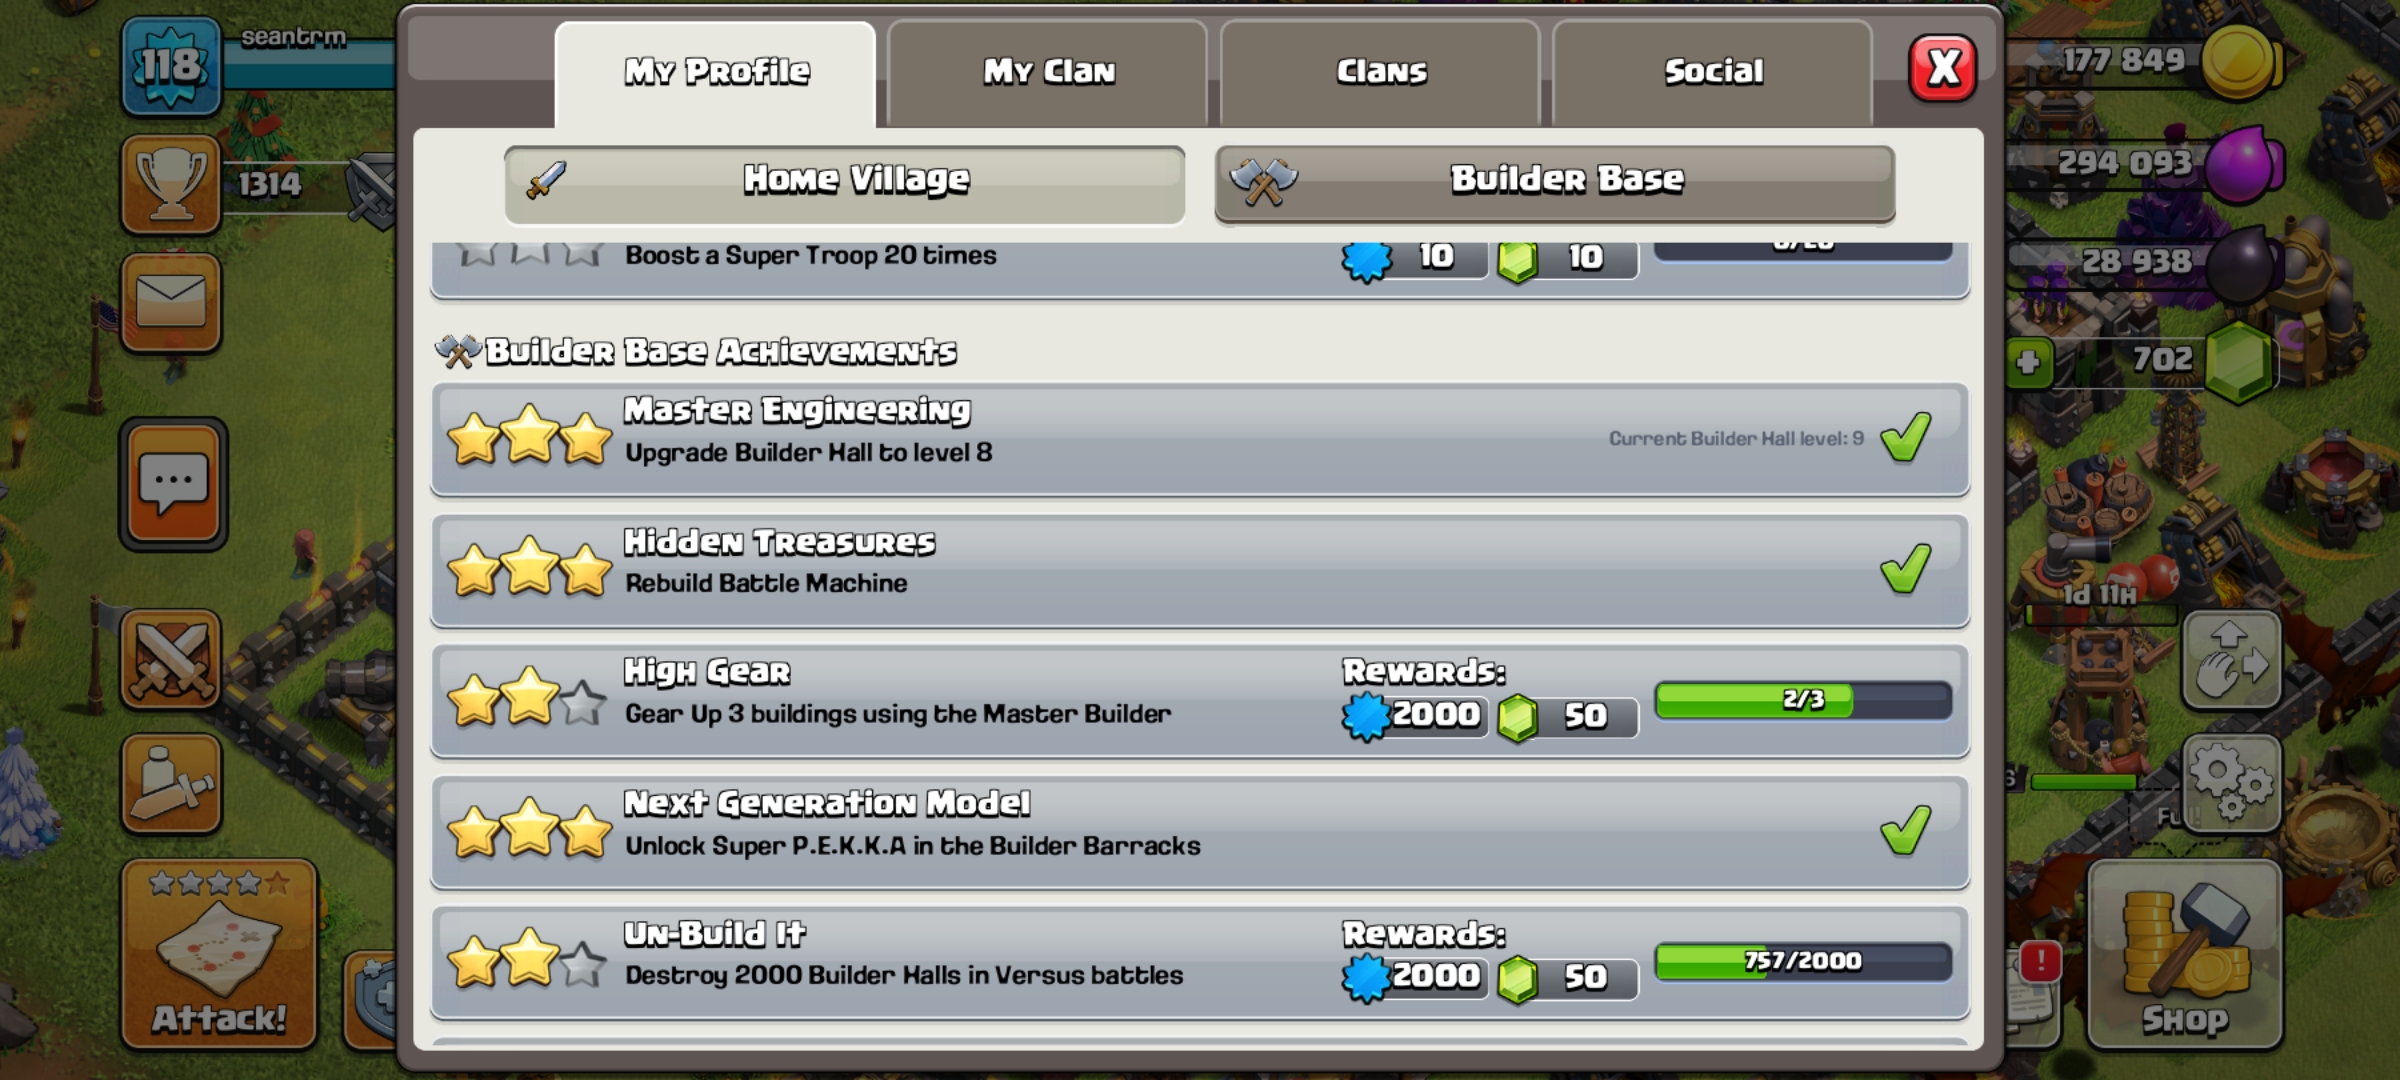 118
seantrm
My Profile
My Clan
Clans
Social
X
177 849
1314
Home Village
Builder Base
294 093
Boost a Super Troop 20 times
10
10
28 938
Builder Base Achievements
702
Master Engineering
Upgrade Builder Hall to level 8
Current Builder Hall level: 9
Hidden Treasures
Rebuild Battle Machine
1d 11H
High Gear
Gear Up 3 buildings using the Master Builder
Rewards:
2000
50
2/3
Next Generation Model
Unlock Super P.E.K.K.A in the Builder Barracks
Un-Build It
Destroy 2000 Builder Halls in Versus battles
Rewards:
2000
50
757/2000
!
Attack!
Shop